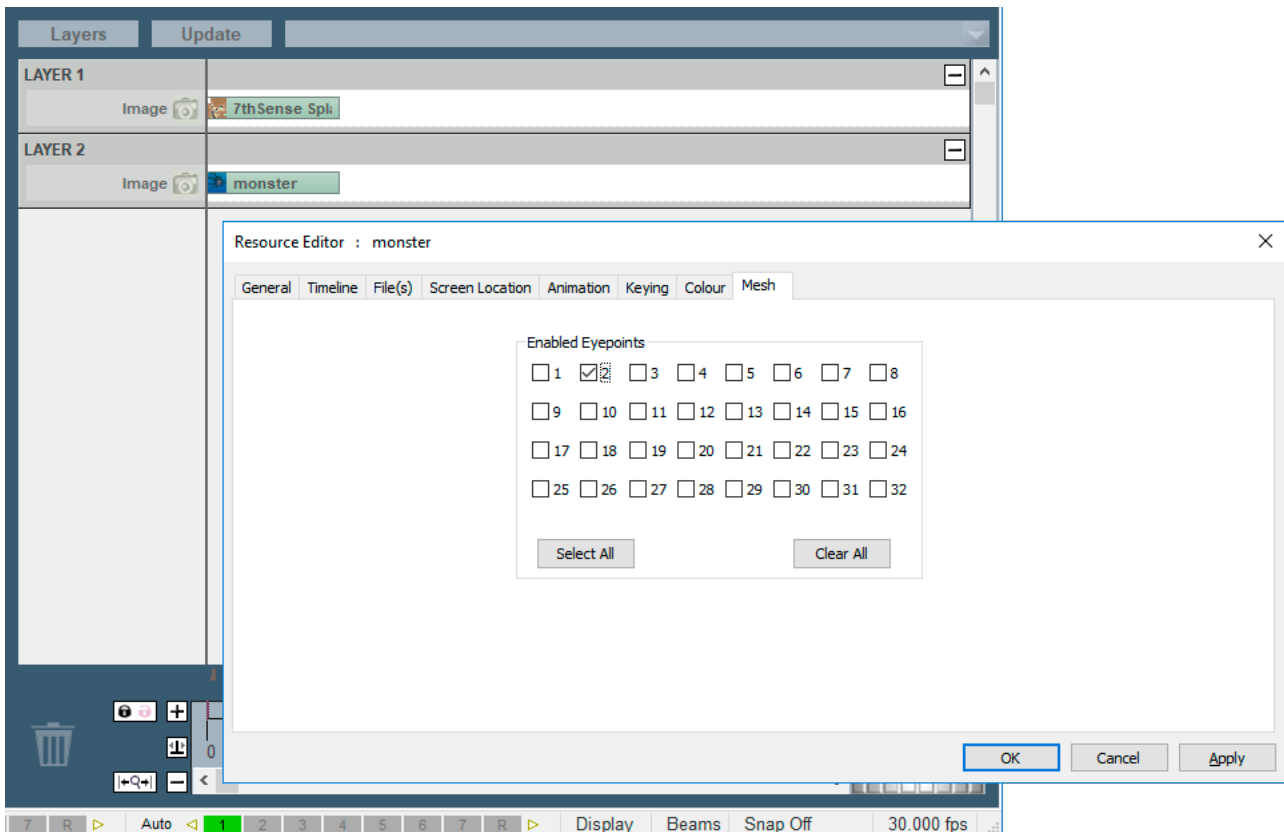 Layers Update
LAYER 1
Image 7thSense Spl
LAYER 2
Image monster
Resource Editor : monster
General Timeline File(s) Screen Location Animation Keying Colour Mesh
Enabled Eyepoints
1 2 3 4 5 6 7 8
9 10 11 12 13 14 15 16
17 18 19 20 21 22 23 24
25 26 27 28 29 30 31 32
Select All Clear All
0
OK Cancel Apply
7 R Auto 1 2 3 4 5 6 7 R Display Beams Snap Off 30.000 fps